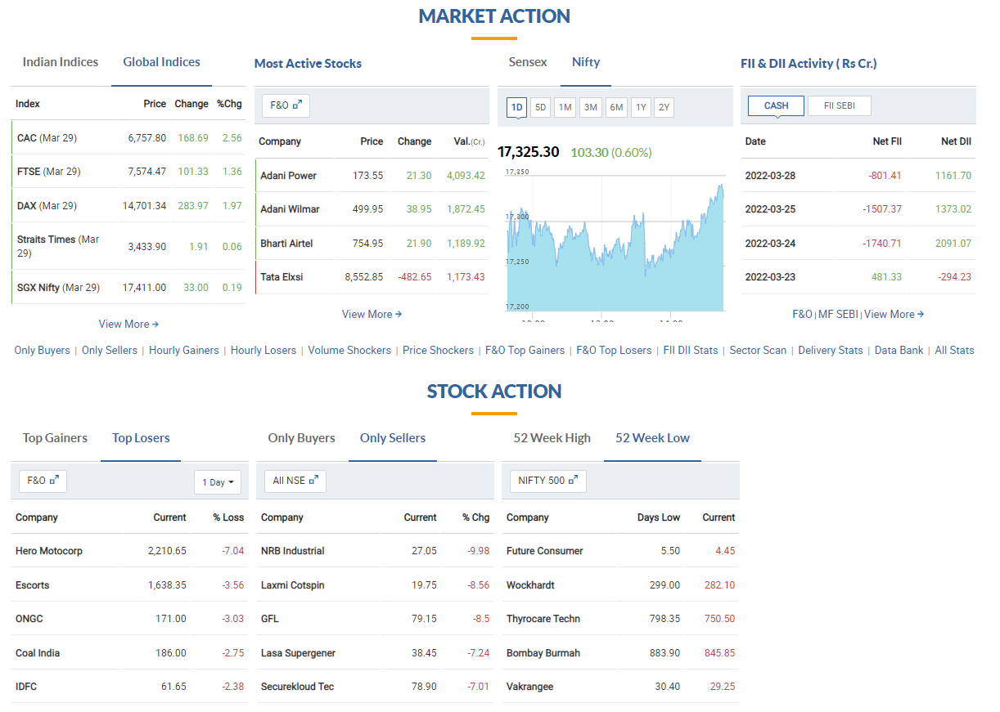 MARKET ACTION
Indian Indices Global Indices
Index Price Change %Chg
CAC (Mar 29) 6,757.80 168.69 2.56
FTSE (Mar 29) 7,574.47 101.33 1.36
DAX (Mar 29) 14,701.34 283.97 1.97
Straits Times (Mar
29) 3,433.90 1.91 0.06
SGX Nifty (Mar 29) 17,411.00 33.00 0.19
View More →
Most Active Stocks
F&O
Company Price Change Val.(Cr.)
Adani Power 173.55 21.30 4,093.42
Adani Wilmar 499.95 38.95 1,872.45
Bharti Airtel 754.95 21.90 1,189.92
Tata Elxsi 8,552.85 -482.65 1,173.43
View More →
Sensex Nifty
1D 5D 1M 3M 6M 1Y 2Y
17,325.30 103.30 (0.60%)
17,350
17,300
17,250
17,200
FII & DII Activity ( Rs Cr.)
CASH FII SEBI
Date Net FII Net DII
2022-03-28 -801.41 1161.70
2022-03-25 -1507.37 1373.02
2022-03-24 -1740.71 2091.07
2022-03-23 481.33 -294.23
F&O | MF SEBI | View More →
Only Buyers | Only Sellers | Hourly Gainers | Hourly Losers | Volume Shockers | Price Shockers | F&O Top Gainers | F&O Top Losers | FII DII Stats | Sector Scan | Delivery Stats | Data Bank | All Stats
STOCK ACTION
Top Gainers Top Losers
F&O 1 Day
Company Current % Loss
Hero Motocorp 2,210.65 -7.04
Escorts 1,638.35 -3.56
ONGC 171.00 -3.03
Coal India 186.00 -2.75
IDFC 61.65 -2.38
Only Buyers Only Sellers
All NSE
Company Current % Chg
NRB Industrial 27.05 -9.98
Laxmi Cotspin 19.75 -8.56
GFL 79.15 -8.5
Lasa Supergener 38.45 -7.24
Securekloud Tec 78.90 -7.01
52 Week High 52 Week Low
NIFTY 500
Company Days Low Current
Future Consumer 5.50 4.45
Wockhardt 299.00 282.10
Thyrocare Techn 798.35 750.50
Bombay Burmah 883.90 845.85
Vakrangee 30.40 29.25